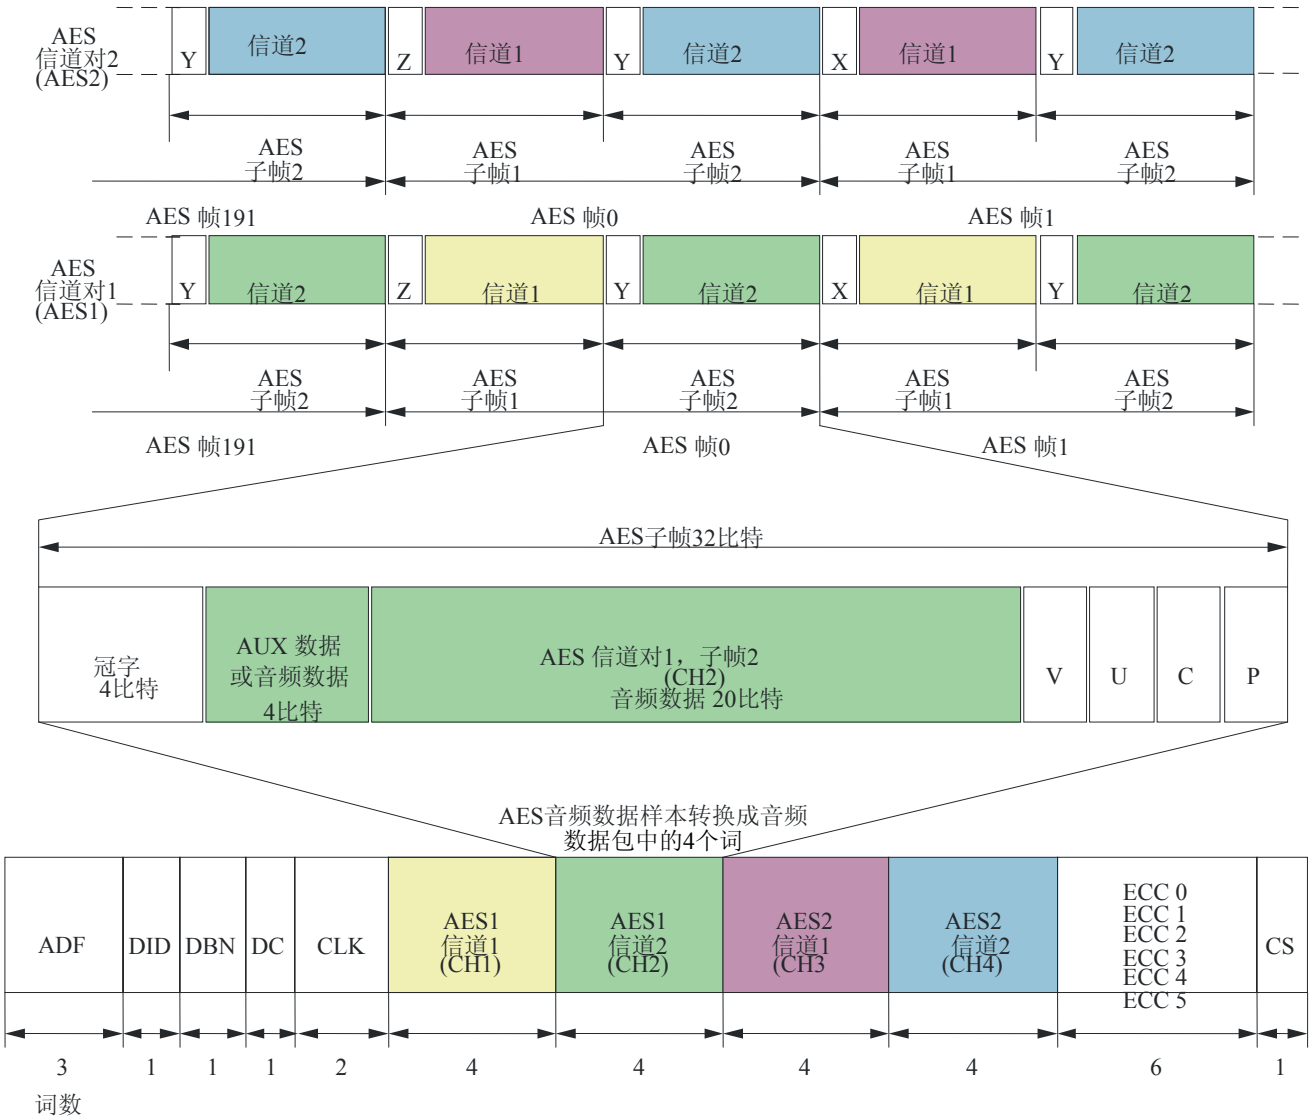 AES
信道对2
(AES2)
Y 信道2 Z 信道1 Y 信道2 X 信道1 Y 信道2
AES
子帧2
AES
子帧1
AES
子帧2
AES
子帧1
AES
子帧2
AES 帧191 AES 帧0 AES 帧1
AES
信道对1
(AES1)
Y 信道2 Z 信道1 Y 信道2 X 信道1 Y 信道2
AES
子帧2
AES
子帧1
AES
子帧2
AES
子帧1
AES
子帧2
AES 帧191 AES 帧0 AES 帧1
AES子帧32比特
冠字
4比特
AUX 数据
或音频数据
4比特
AES 信道对1，子帧2
(CH2)
音频数据 20比特
V U C P
AES音频数据样本转换成音频
数据包中的4个词
ADF DID DBN DC CLK
AES1
信道1
(CH1)
AES1
信道2
(CH2)
AES2
信道1
(CH3
AES2
信道2
(CH4)
ECC 0
ECC 1
ECC 2
ECC 3
ECC 4
ECC 5
CS
3 1 1 1 2 4 4 4 4 6 1
词数